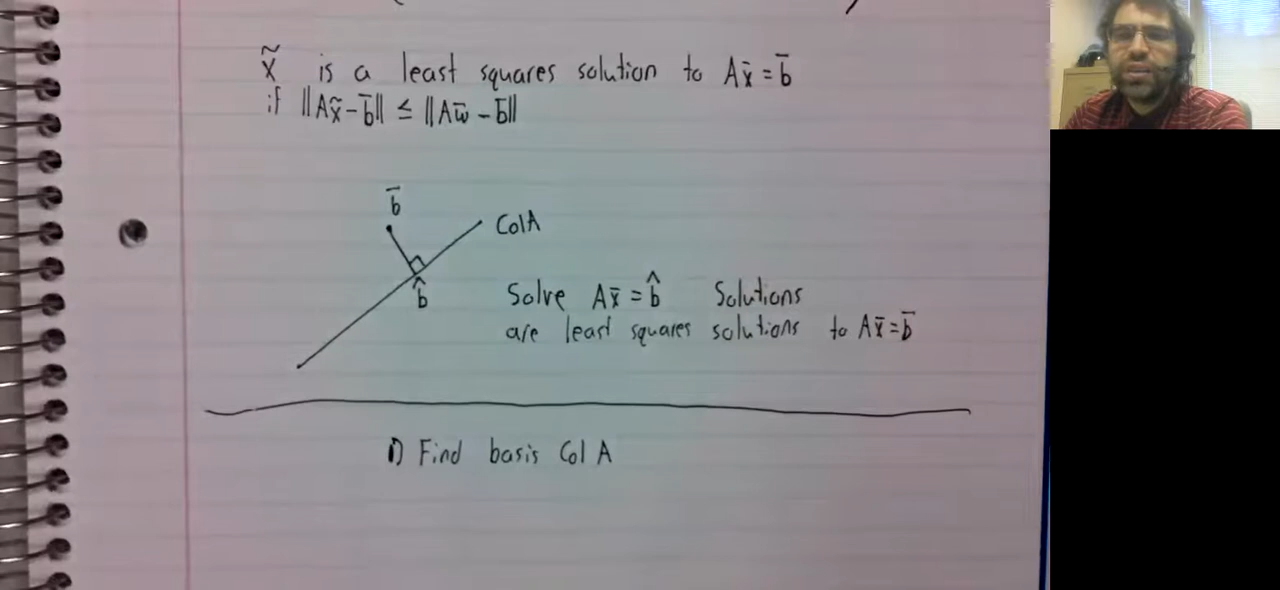 x̃ is a least squares solution to Ax̄ = b̄
if ‖Ax̃ - b̄‖ ≤ ‖Aw̄ - b̄‖
b̄
Col A
b̂
Solve Ax̄ = b̂ Solutions
are least squares solutions to Ax̄ = b̄
1) Find basis Col A